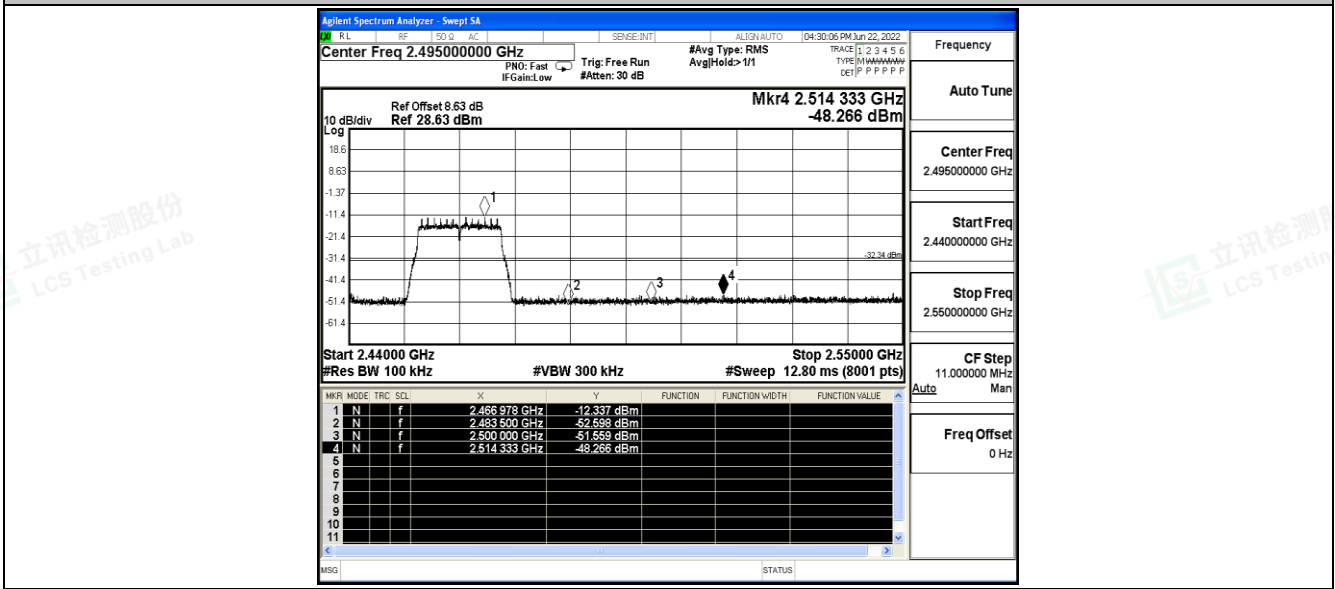 Agilent Spectrum Analyzer - Swept SA
RL RF 50 Ω AC SENSE:INT ALIGN AUTO 04:30:06 PM Jun 22, 2022
Center Freq 2.495000000 GHz
#Avg Type: RMS
TRACE 1 2 3 4 5 6
PNO: Fast
Trig: Free Run
Avg|Hold:>1/1
TYPE MWWWWW
IFGain:Low
#Atten: 30 dB
DET P P P P P P
Mkr4 2.514 333 GHz
-48.266 dBm
Ref Offset 8.63 dB
10 dB/div Ref 28.63 dBm
Log
18.6
8.63
-1.37
-11.4
-21.4
-31.4
-41.4
-51.4
-61.4
1
2
3
4
-32.34 dBm
Start 2.44000 GHz Stop 2.55000 GHz
#Res BW 100 kHz #VBW 300 kHz #Sweep 12.80 ms (8001 pts)
MKR MODE TRC SCL X Y FUNCTION FUNCTION WIDTH FUNCTION VALUE
1 N f 2.466 978 GHz -12.337 dBm
2 N f 2.483 500 GHz -52.598 dBm
3 N f 2.500 000 GHz -51.559 dBm
4 N f 2.514 333 GHz -48.266 dBm
5
6
7
8
9
10
11
MSG STATUS
Frequency
Auto Tune
Center Freq
2.495000000 GHz
Start Freq
2.440000000 GHz
Stop Freq
2.550000000 GHz
CF Step
11.000000 MHz
Auto Man
Freq Offset
0 Hz
立讯检测股份
LCS Testing Lab
立讯检测
LCS
LCS